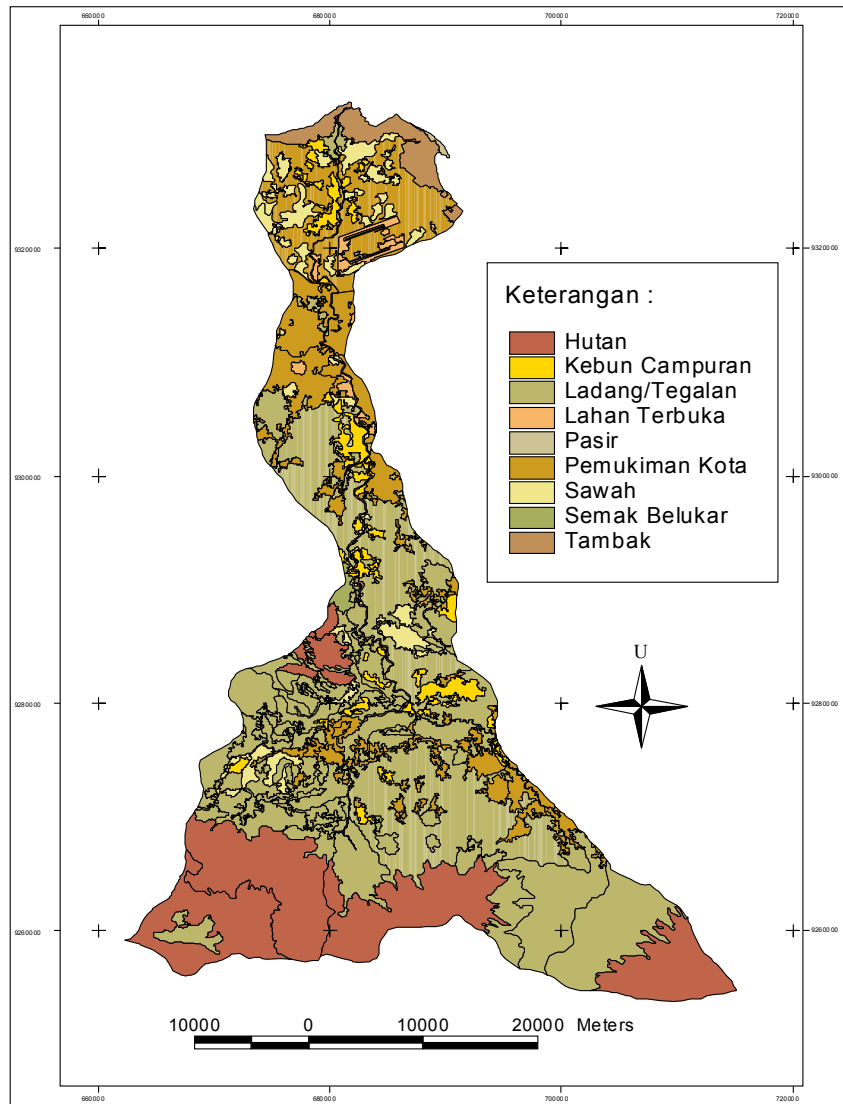 660000 680000 700000 720000
9320000 9320000
Keterangan :
Hutan
Kebun Campuran
Ladang/Tegalan
Lahan Terbuka
Pasir
Pemukiman Kota
Sawah
Semak Belukar
Tambak
9300000 9300000
U
9280000 9280000
9260000 9260000
10000 0 10000 20000 Meters
660000 680000 700000 720000